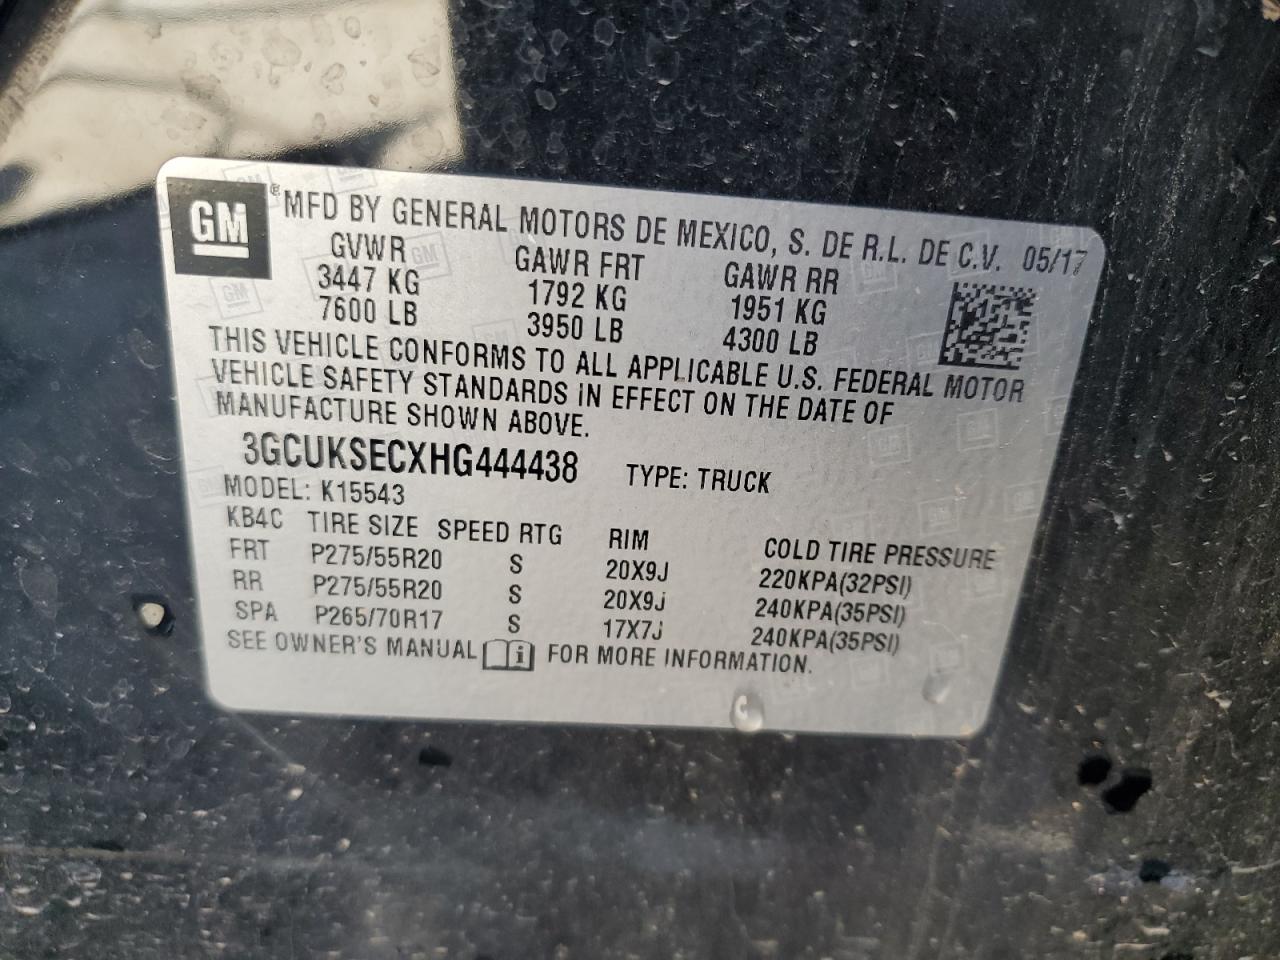 GM
® MFD BY GENERAL MOTORS DE MEXICO, S. DE R.L. DE C.V. 05/17
GVWR GAWR FRT GAWR RR
3447 KG 1792 KG 1951 KG
7600 LB 3950 LB 4300 LB
THIS VEHICLE CONFORMS TO ALL APPLICABLE U.S. FEDERAL MOTOR
VEHICLE SAFETY STANDARDS IN EFFECT ON THE DATE OF
MANUFACTURE SHOWN ABOVE.
3GCUKSECXHG444438 TYPE: TRUCK
MODEL: K15543
KB4C TIRE SIZE SPEED RTG RIM COLD TIRE PRESSURE
FRT P275/55R20 S 20X9J 220KPA(32PSI)
RR P275/55R20 S 20X9J 240KPA(35PSI)
SPA P265/70R17 S 17X7J 240KPA(35PSI)
SEE OWNER'S MANUAL i FOR MORE INFORMATION.